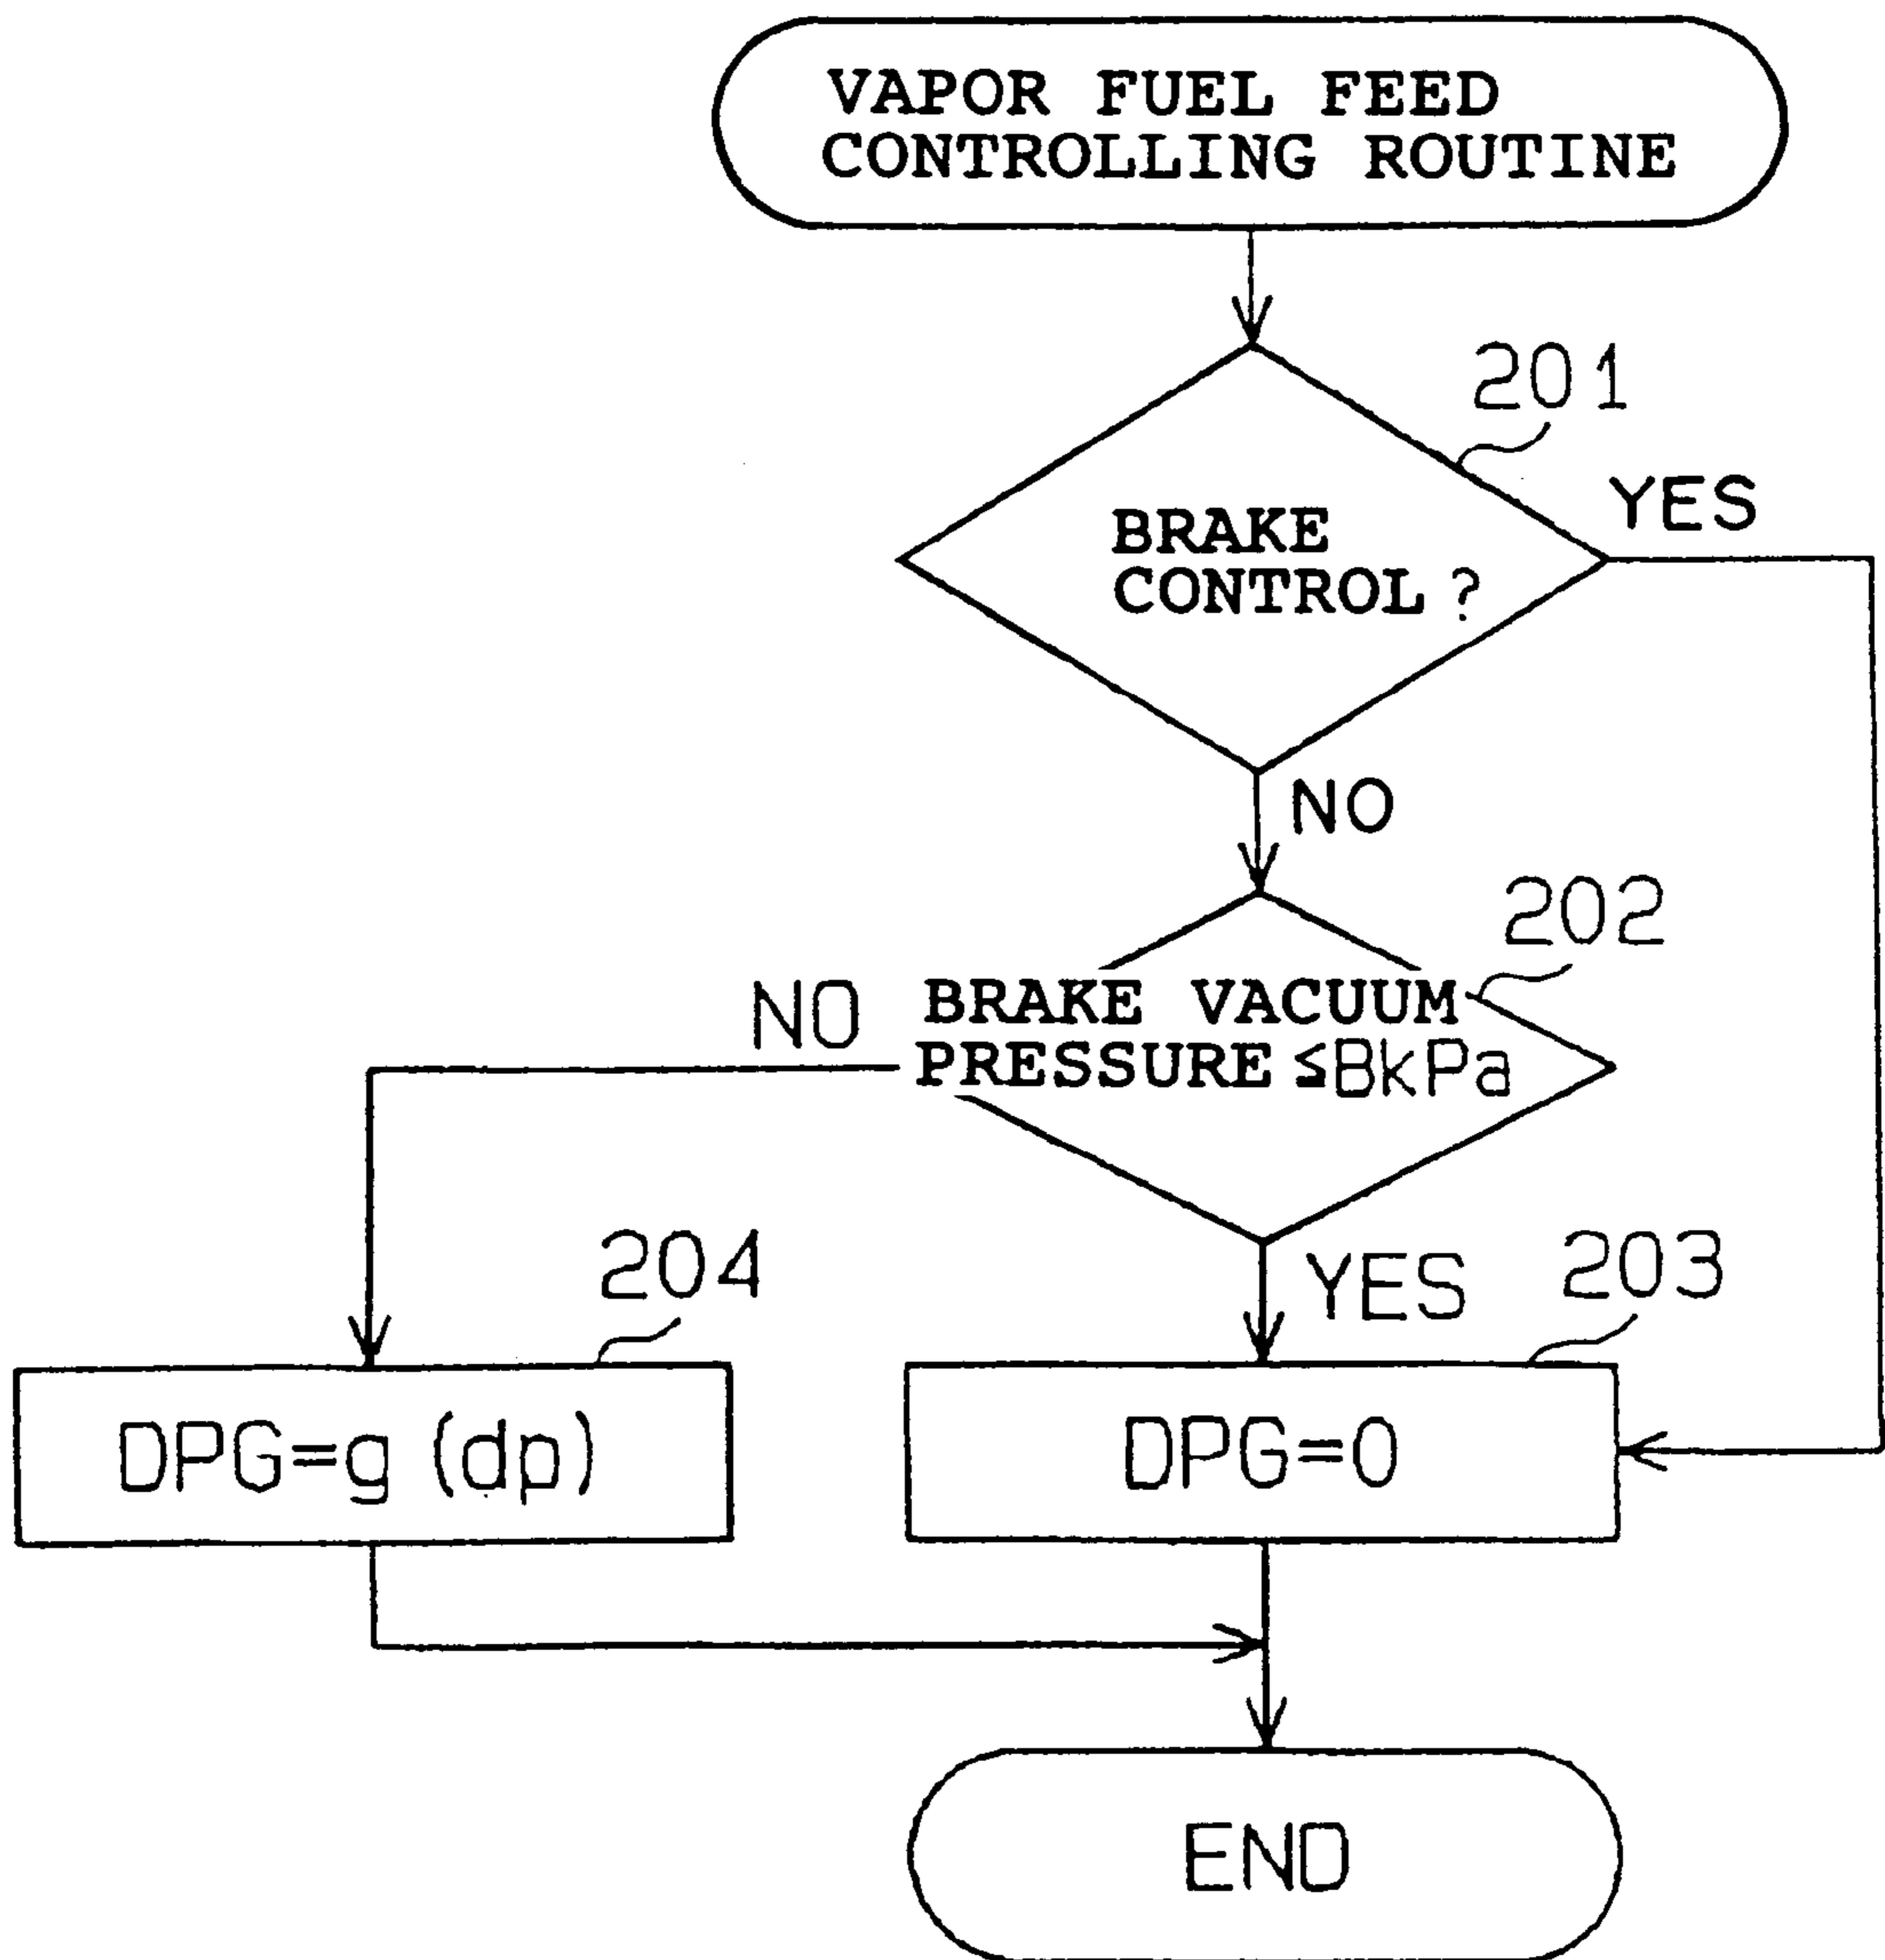 VAPOR FUEL FEED
CONTROLLING ROUTINE
201
YES
BRAKE
CONTROL ?
NO
202
NO
BRAKE VACUUM
PRESSURE ≦BkPa
204
YES
203
DPG=g (dp)
DPG=0
END